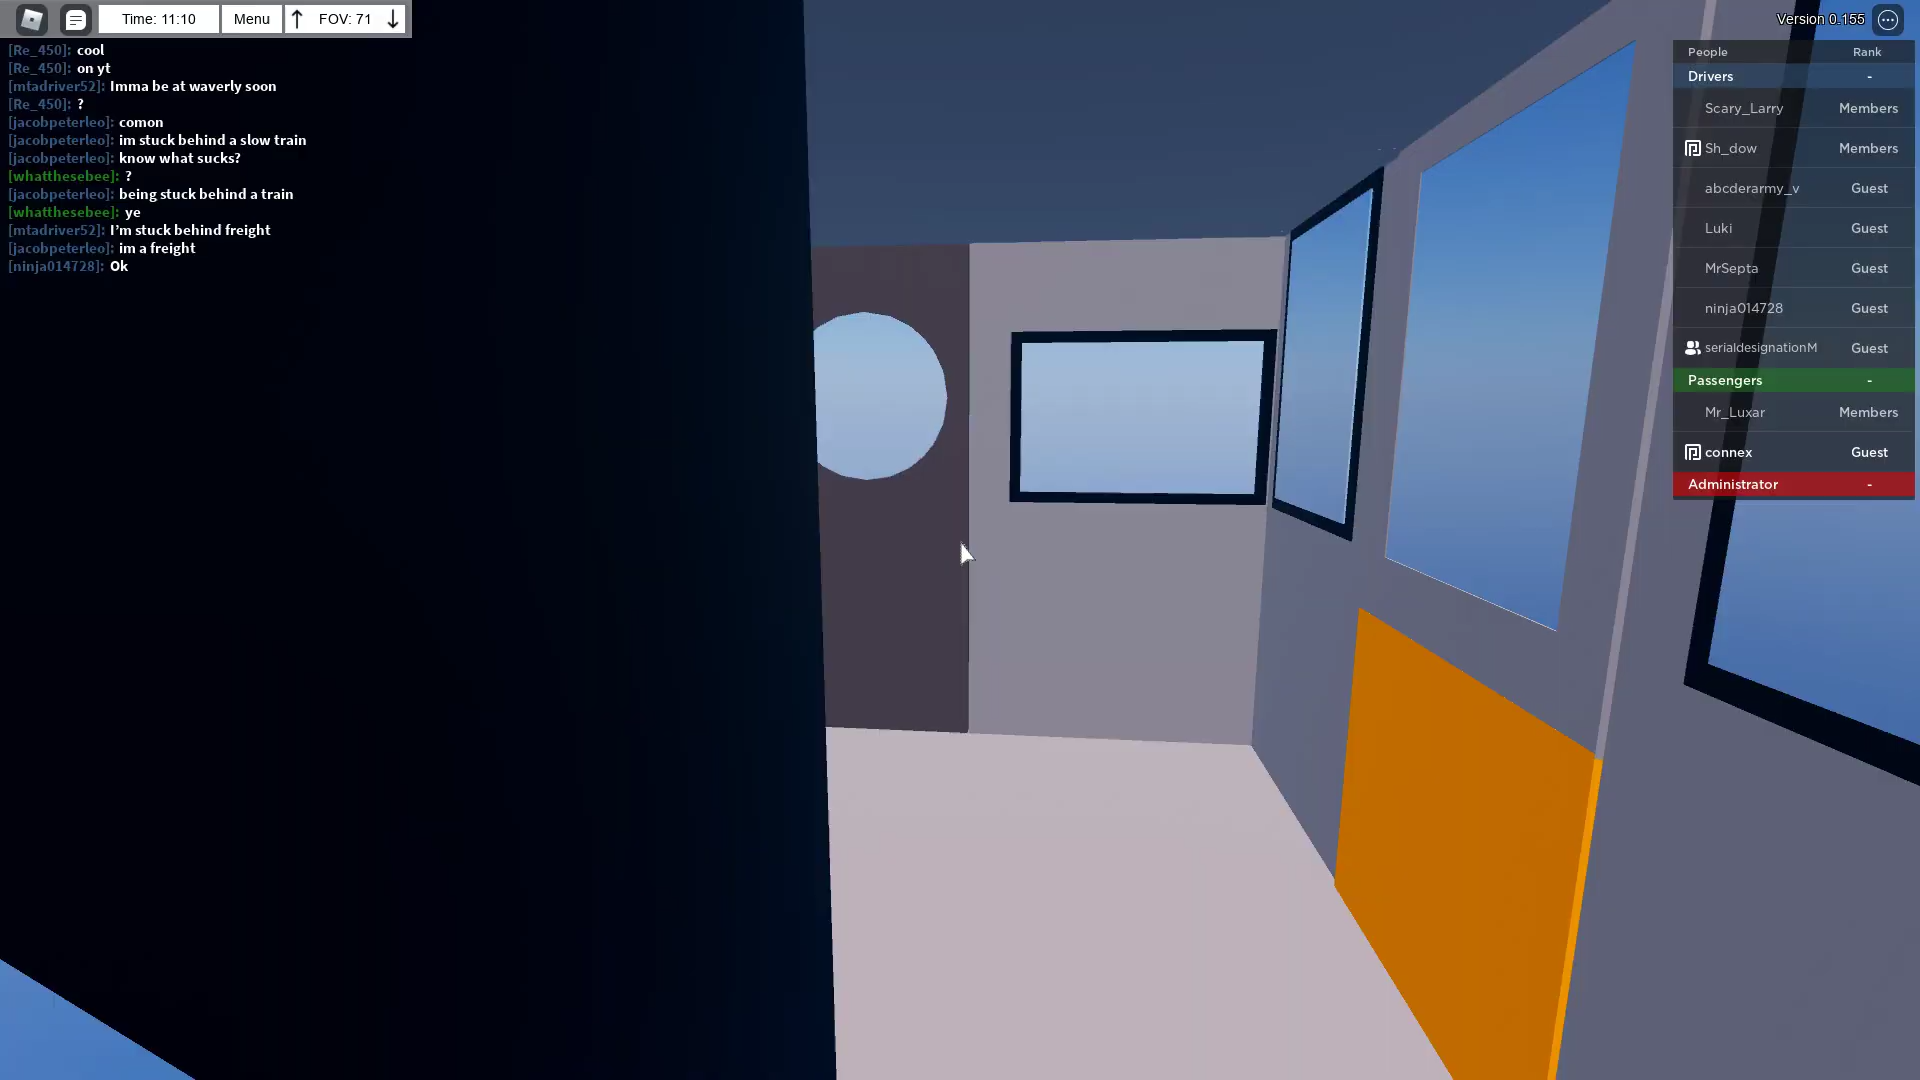 Time: 11:10 Menu FOV: 71
Version 0.155
[Re_450]: cool
[Re_450]: on yt
[mtadriver52]: Imma be at waverly soon
[Re_450]: ?
[jacobpeterleo]: comon
[jacobpeterleo]: im stuck behind a slow train
[jacobpeterleo]: know what sucks?
[whatthesebee]: ?
[jacobpeterleo]: being stuck behind a train
[whatthesebee]: ye
[mtadriver52]: I'm stuck behind freight
[jacobpeterleo]: im a freight
[ninja014728]: Ok
People Rank
Drivers -
Scary_Larry Members
Sh_dow Members
abcderarmy_v Guest
Luki Guest
MrSepta Guest
ninja014728 Guest
serialdesignationM Guest
Passengers -
Mr_Luxar Members
connex Guest
Administrator -